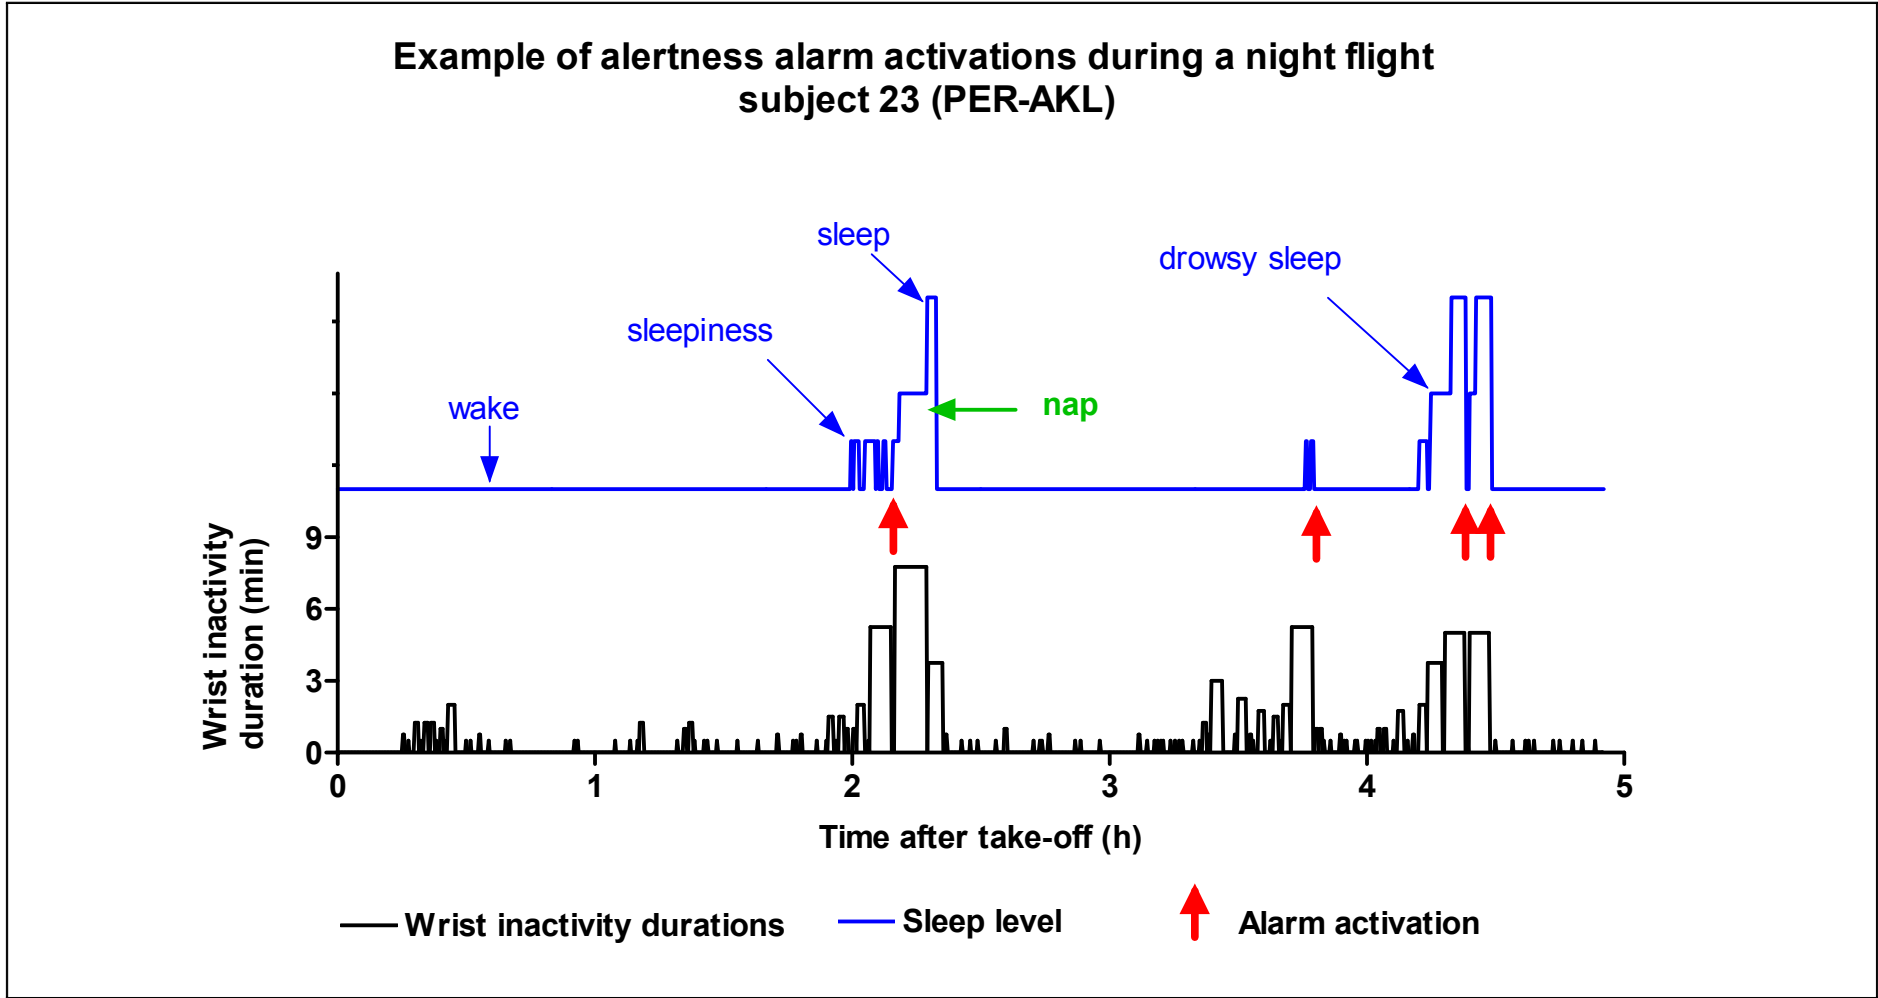 Example of alertness alarm activations during a night flight
subject 23 (PER-AKL)
sleep
drowsy sleep
sleepiness
wake
nap
Wrist inactivity
duration (min)
9
6
3
0
0 1 2 3 4 5
Time after take-off (h)
Wrist inactivity durations Sleep level Alarm activation